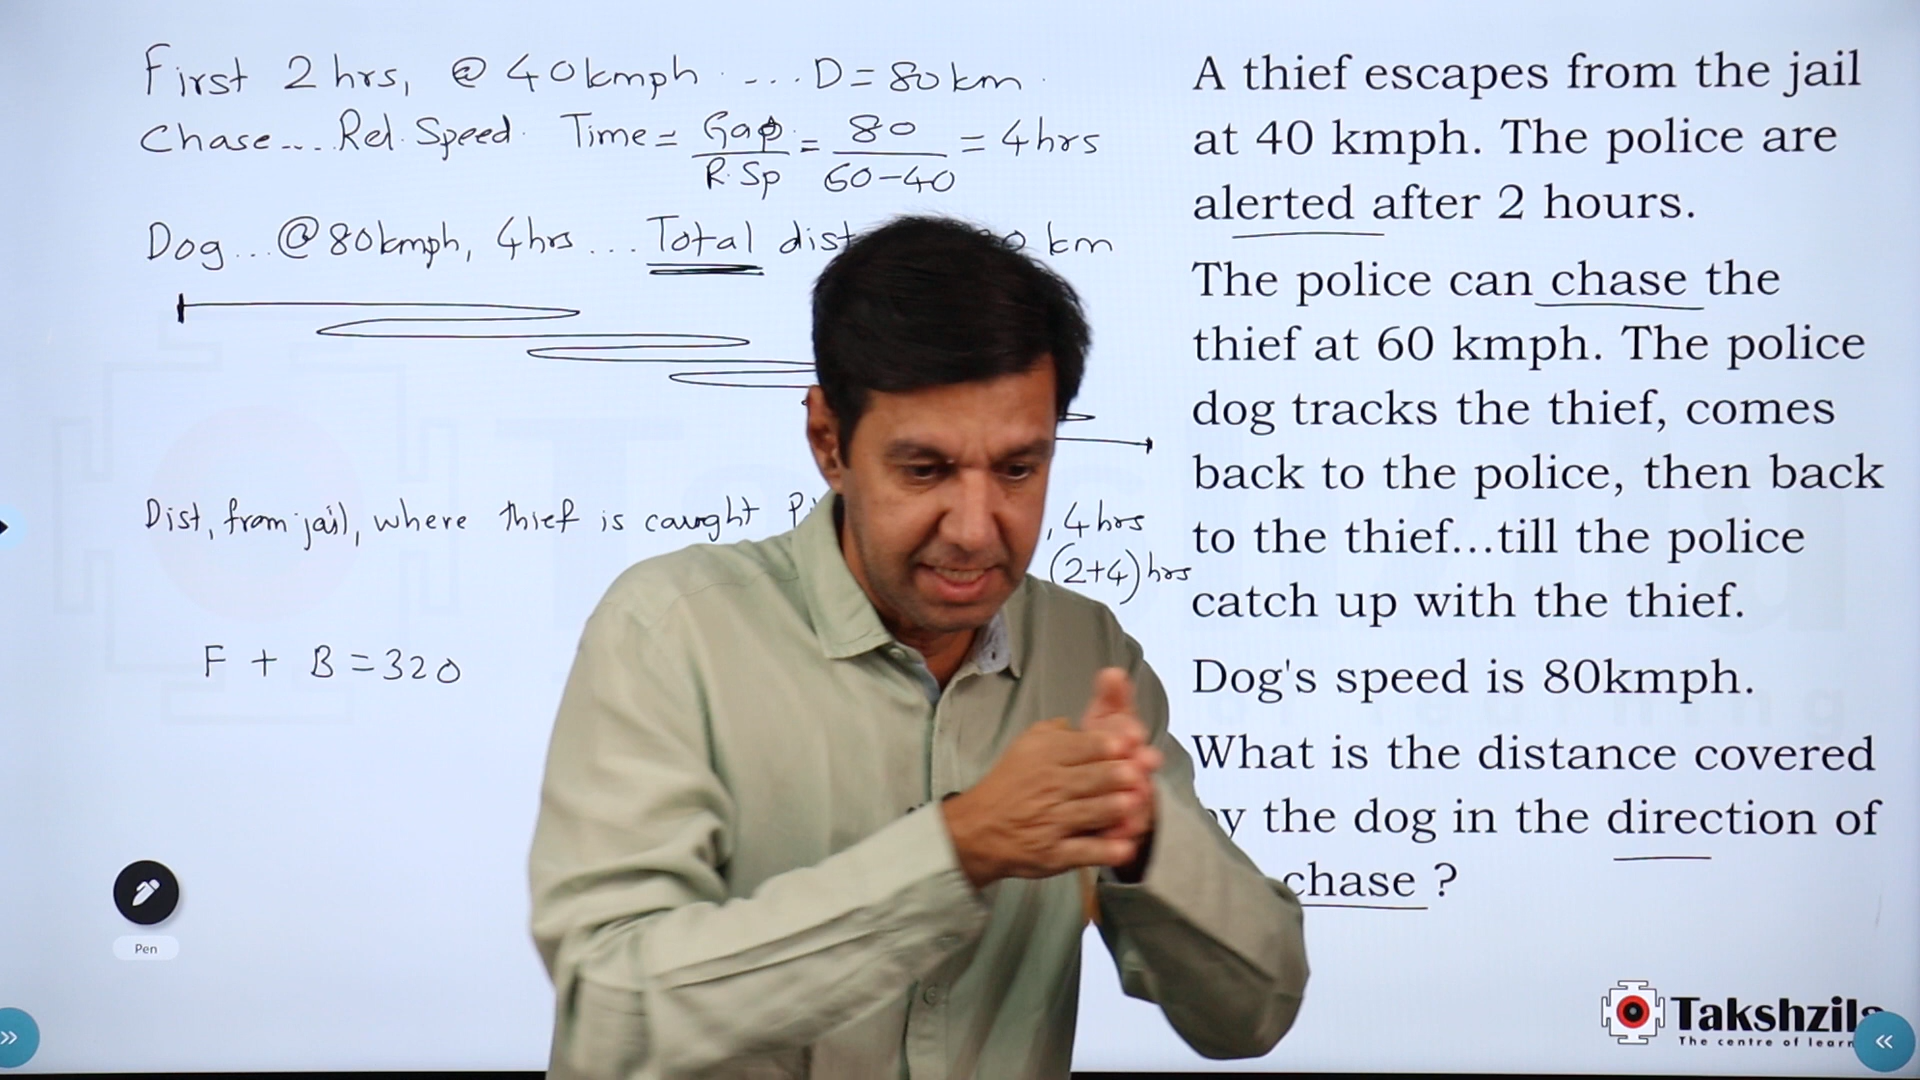 First 2 hrs, @ 40kmph ... D = 80 km.
Chase.... Rel. Speed. Time = Gap / R. Sp = 80 / 60-40 = 4 hrs
Dog... @80kmph, 4hrs... Total km
Dist, from jail, where thief is caught , 4 hrs
(2+4) hrs
F + B = 320
Pen
A thief escapes from the jail
at 40 kmph. The police are
alerted after 2 hours.
The police can chase the
thief at 60 kmph. The police
dog tracks the thief, comes
back to the police, then back
to the thief...till the police
catch up with the thief.
Dog's speed is 80kmph.
What is the distance covered
the dog in the direction of
chase ?
Takshzila
The centre of